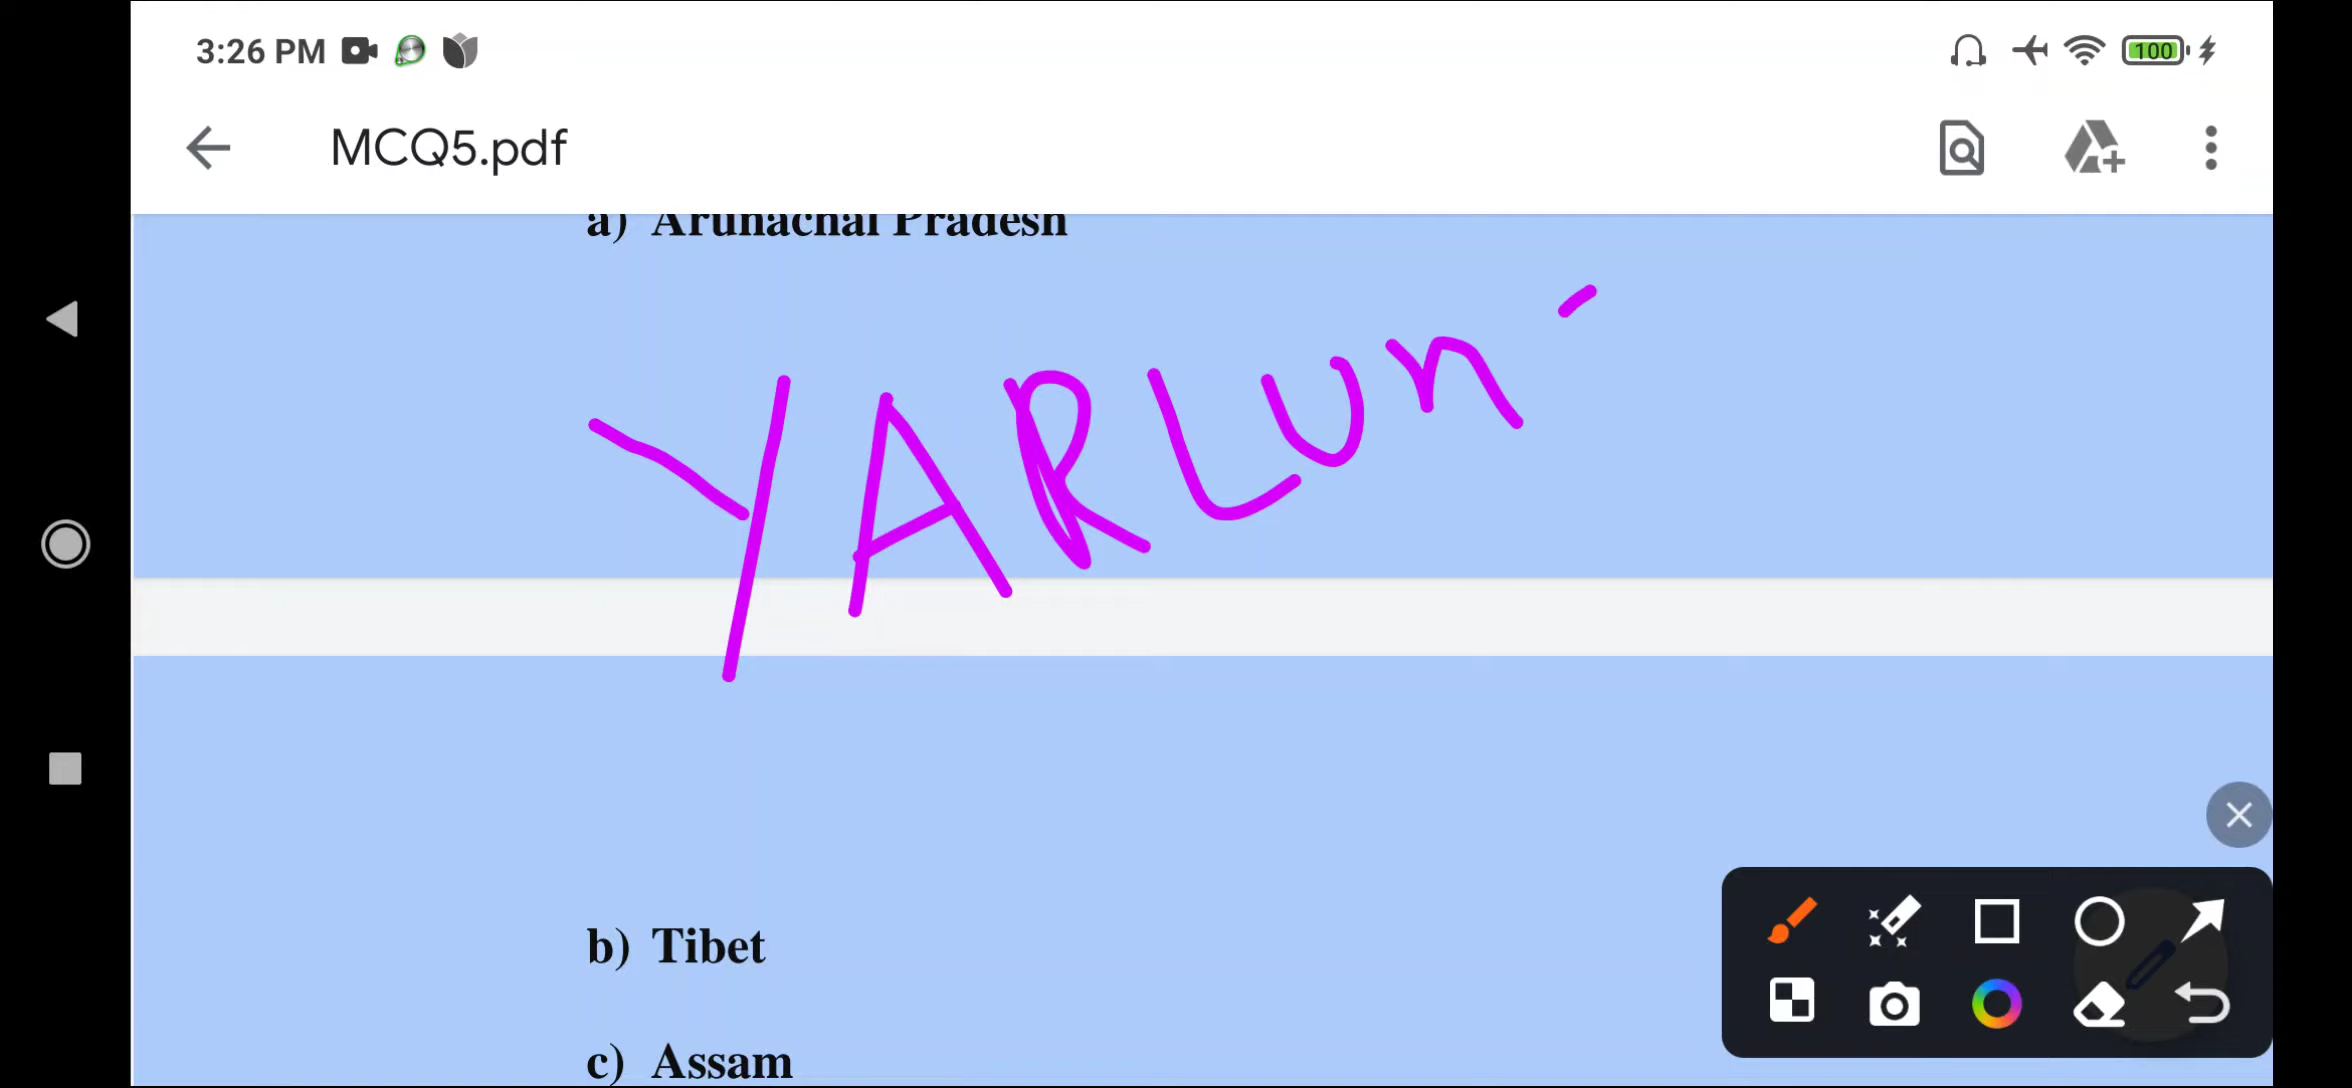 3:26 PM
100
MCQ5.pdf
a) Arunachal Pradesh
YARLUn
b) Tibet
c) Assam